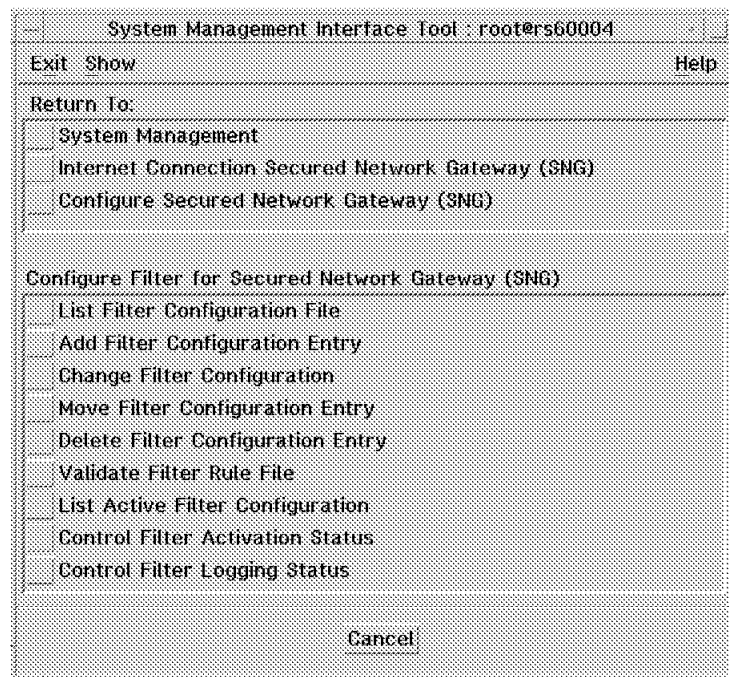 System Management Interface Tool : root@rs60004
Exit Show Help
Return To:
System Management
Internet Connection Secured Network Gateway (SNG)
Configure Secured Network Gateway (SNG)
Configure Filter for Secured Network Gateway (SNG)
List Filter Configuration File
Add Filter Configuration Entry
Change Filter Configuration
Move Filter Configuration Entry
Delete Filter Configuration Entry
Validate Filter Rule File
List Active Filter Configuration
Control Filter Activation Status
Control Filter Logging Status
Cancel